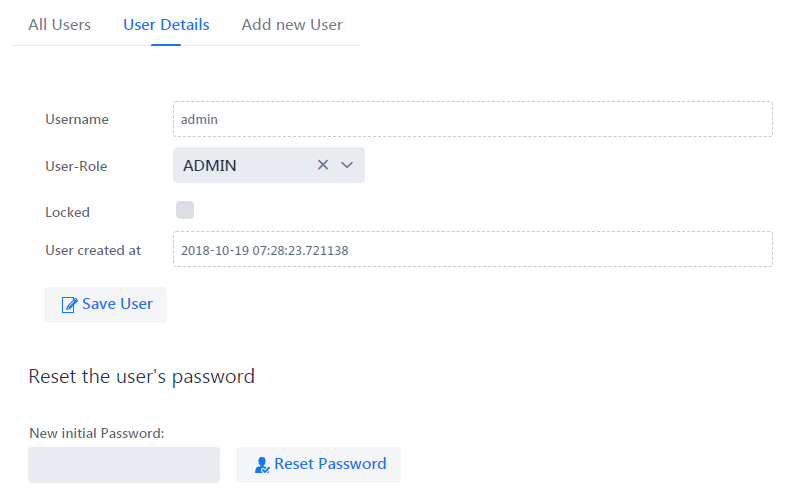 All Users User Details Add new User
Username admin
User-Role ADMIN
Locked
User created at 2018-10-19 07:28:23.721138
Save User
Reset the user's password
New initial Password:
Reset Password